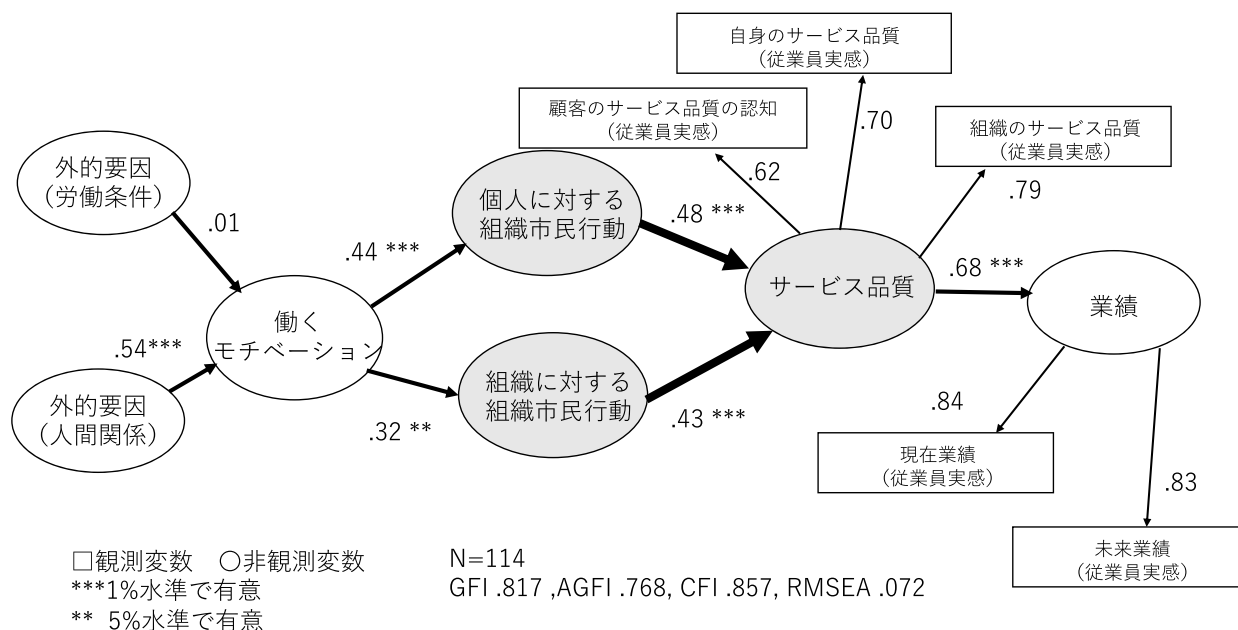 自身のサービス品質
(従業員実感)
顧客のサービス品質の認知
(従業員実感)
.70
組織のサービス品質
(従業員実感)
.62
.79
外的要因
(労働条件)
.01
個人に対する
組織市民行動
.48 ***
.44 ***
サービス品質
.68 ***
業績
働く
モチベーション
.54***
外的要因
(人間関係)
組織に対する
組織市民行動
.32 **
.43 ***
.84
現在業績
(従業員実感)
.83
未来業績
(従業員実感)
□観測変数 ○非観測変数
***1%水準で有意
** 5%水準で有意
N=114
GFI .817 ,AGFI .768, CFI .857, RMSEA .072